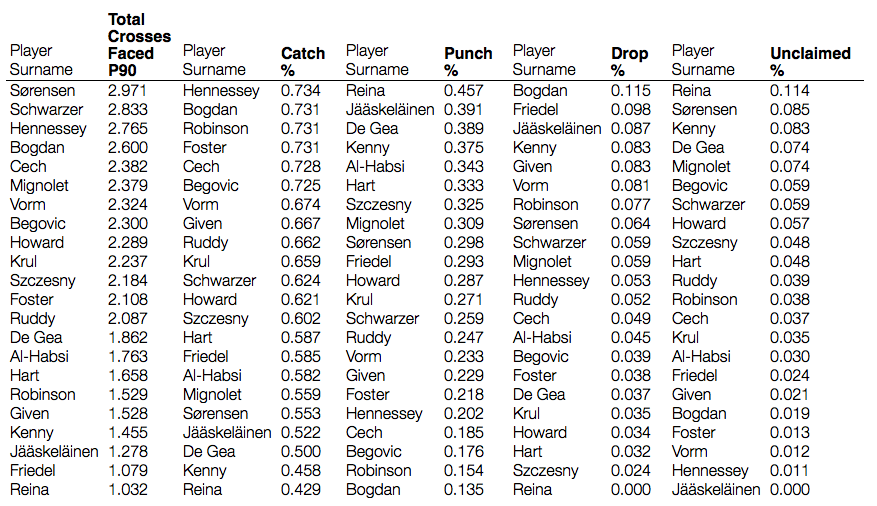 Total
Crosses
Player Faced Player Catch Player Punch Player Drop Player Unclaimed
Surname P90 Surname % Surname % Surname % Surname %
Sørensen 2.971 Hennessey 0.734 Reina 0.457 Bogdan 0.115 Reina 0.114
Schwarzer 2.833 Bogdan 0.731 Jääskeläinen 0.391 Friedel 0.098 Sørensen 0.085
Hennessey 2.765 Robinson 0.731 De Gea 0.389 Jääskeläinen 0.087 Kenny 0.083
Bogdan 2.600 Foster 0.731 Kenny 0.375 Kenny 0.083 De Gea 0.074
Cech 2.382 Cech 0.728 Al-Habsi 0.343 Given 0.083 Mignolet 0.074
Mignolet 2.379 Begovic 0.725 Hart 0.333 Vorm 0.081 Begovic 0.059
Vorm 2.324 Vorm 0.674 Szczesny 0.325 Robinson 0.077 Schwarzer 0.059
Begovic 2.300 Given 0.667 Mignolet 0.309 Sørensen 0.064 Howard 0.057
Howard 2.289 Ruddy 0.662 Sørensen 0.298 Schwarzer 0.059 Szczesny 0.048
Krul 2.237 Krul 0.659 Friedel 0.293 Mignolet 0.059 Hart 0.048
Szczesny 2.184 Schwarzer 0.624 Howard 0.287 Hennessey 0.053 Ruddy 0.039
Foster 2.108 Howard 0.621 Krul 0.271 Ruddy 0.052 Robinson 0.038
Ruddy 2.087 Szczesny 0.602 Schwarzer 0.259 Cech 0.049 Cech 0.037
De Gea 1.862 Hart 0.587 Ruddy 0.247 Al-Habsi 0.045 Krul 0.035
Al-Habsi 1.763 Friedel 0.585 Vorm 0.233 Begovic 0.039 Al-Habsi 0.030
Hart 1.658 Al-Habsi 0.582 Given 0.229 Foster 0.038 Friedel 0.024
Robinson 1.529 Mignolet 0.559 Foster 0.218 De Gea 0.037 Given 0.021
Given 1.528 Sørensen 0.553 Hennessey 0.202 Krul 0.035 Bogdan 0.019
Kenny 1.455 Jääskeläinen 0.522 Cech 0.185 Howard 0.034 Foster 0.013
Jääskeläinen 1.278 De Gea 0.500 Begovic 0.176 Hart 0.032 Vorm 0.012
Friedel 1.079 Kenny 0.458 Robinson 0.154 Szczesny 0.024 Hennessey 0.011
Reina 1.032 Reina 0.429 Bogdan 0.135 Reina 0.000 Jääskeläinen 0.000